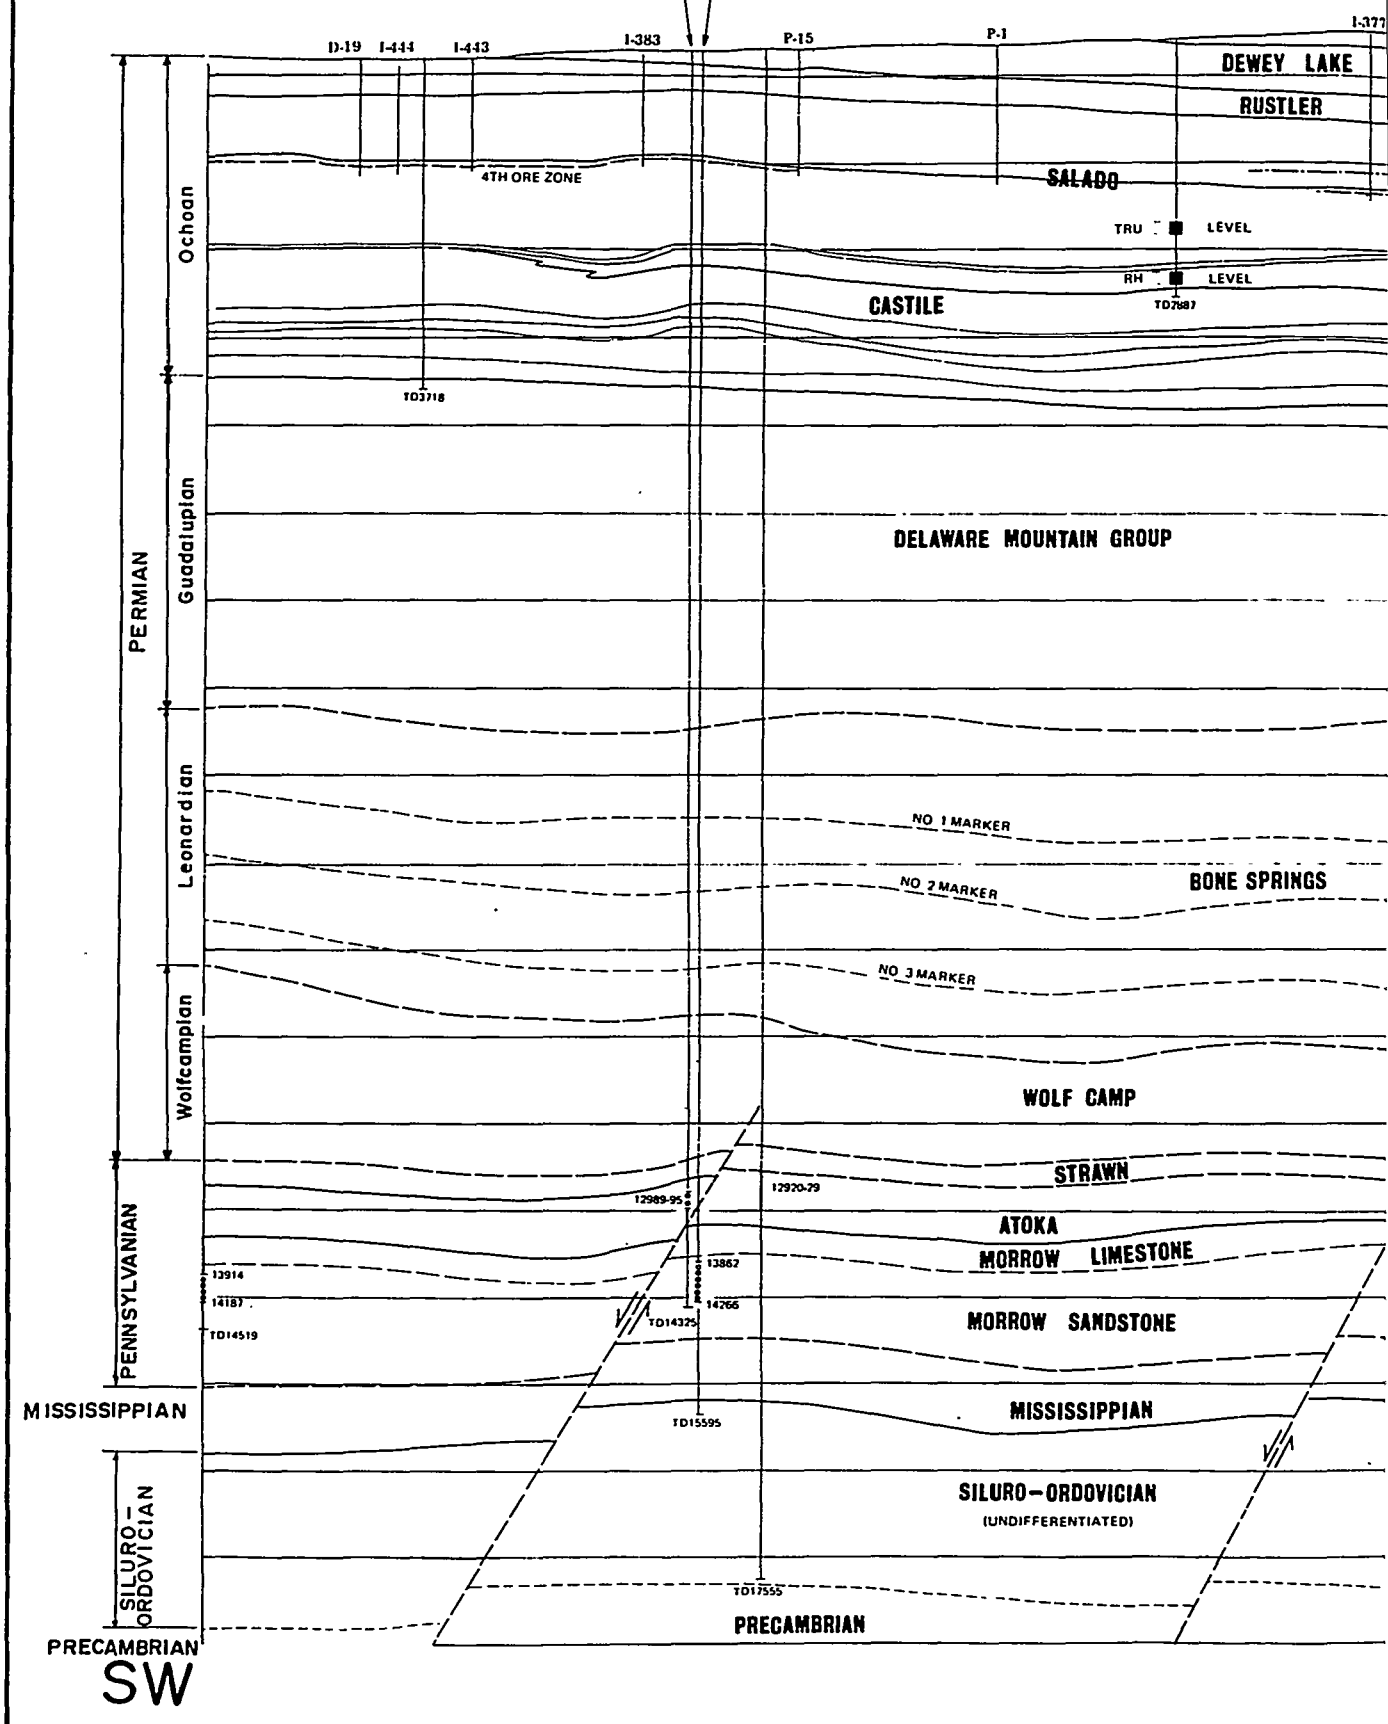 I-377
D-19 I-444 I-443 I-383 P-15 P-1
DEWEY LAKE
RUSTLER
4TH ORE ZONE
SALADO
TRU LEVEL
RH LEVEL
TD2887
CASTILE
TD3718
Ochoan
Guadalupian
DELAWARE MOUNTAIN GROUP
PERMIAN
Leonardian
NO 1 MARKER
NO 2 MARKER
BONE SPRINGS
NO 3 MARKER
Wolfcampian
WOLF CAMP
STRAWN
12989-95
12920-29
ATOKA
MORROW LIMESTONE
13914
13862
14187
14266
TD14325
TD14519
MORROW SANDSTONE
PENNSYLVANIAN
MISSISSIPPIAN
MISSISSIPPIAN
TD15595
SILURO-ORDOVICIAN
(UNDIFFERENTIATED)
SILURO-
ORDOVICIAN
TD17555
PRECAMBRIAN
PRECAMBRIAN
SW